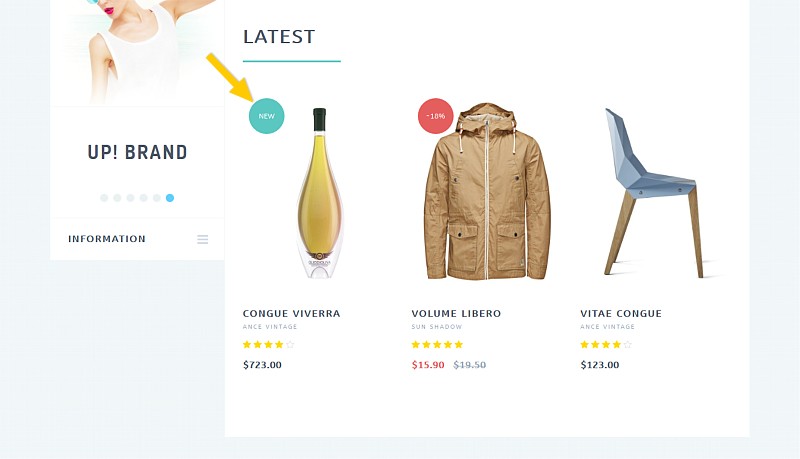 LATEST
NEW
-18%
UP! BRAND
INFORMATION
CONGUE VIVERRA
ANCE VINTAGE
$723.00
VOLUME LIBERO
SUN SHADOW
$15.90 $19.50
VITAE CONGUE
ANCE VINTAGE
$123.00